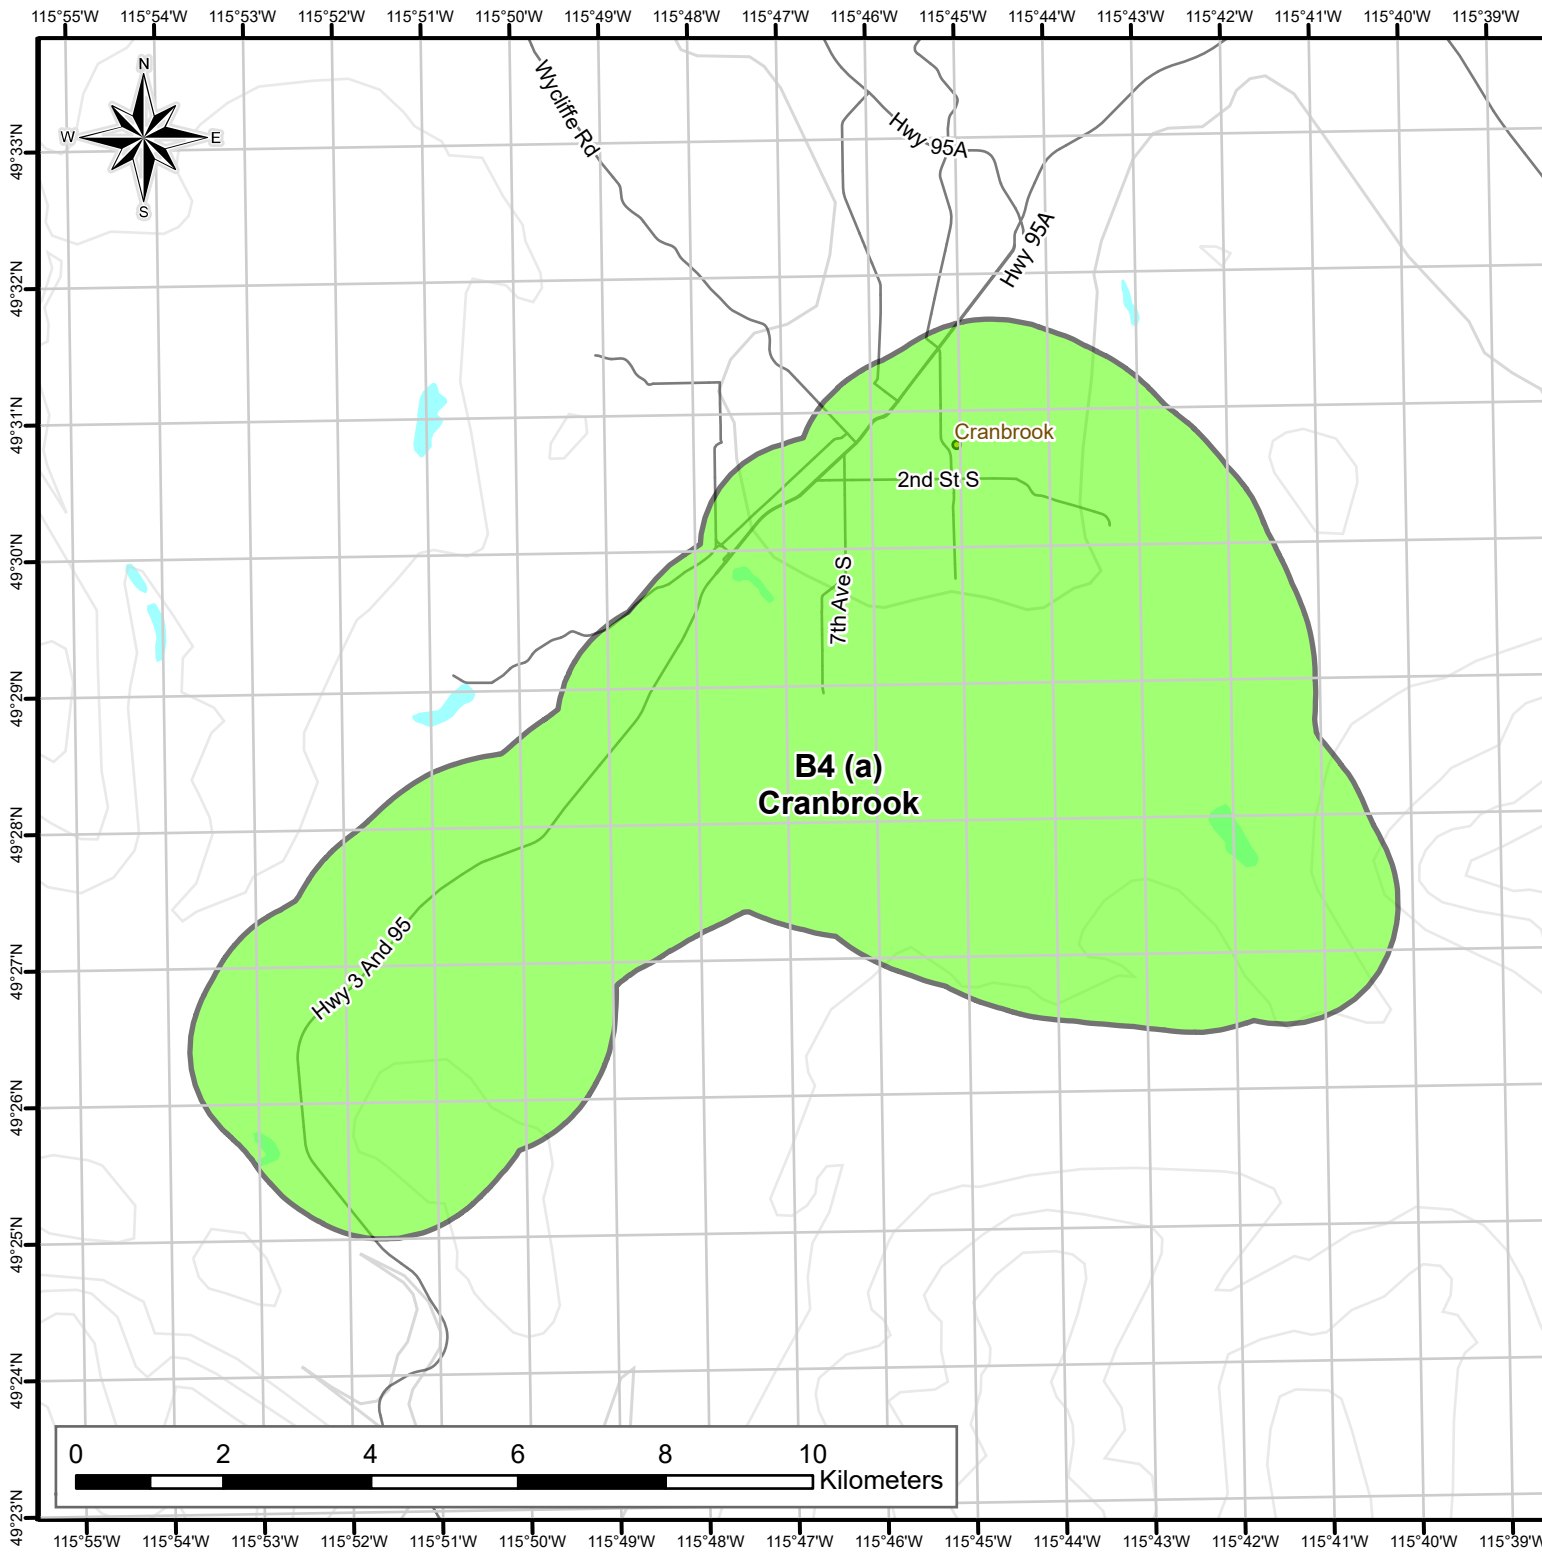 115°55'W 115°54'W 115°53'W 115°52'W 115°51'W 115°50'W 115°49'W 115°48'W 115°47'W 115°46'W 115°45'W 115°44'W 115°43'W 115°42'W 115°41'W 115°40'W 115°39'W
N
W E
S
Wycliffe Rd
Hwy 95A
Hwy 95A
49°33'N
49°32'N
49°31'N
49°30'N
49°29'N
49°28'N
49°27'N
49°26'N
49°25'N
49°24'N
49°23'N
Cranbrook
2nd St S
7th Ave S
B4 (a)
Cranbrook
Hwy 3 And 95
0 2 4 6 8 10
Kilometers
115°55'W 115°54'W 115°53'W 115°52'W 115°51'W 115°50'W 115°49'W 115°48'W 115°47'W 115°46'W 115°45'W 115°44'W 115°43'W 115°42'W 115°41'W 115°40'W 115°39'W